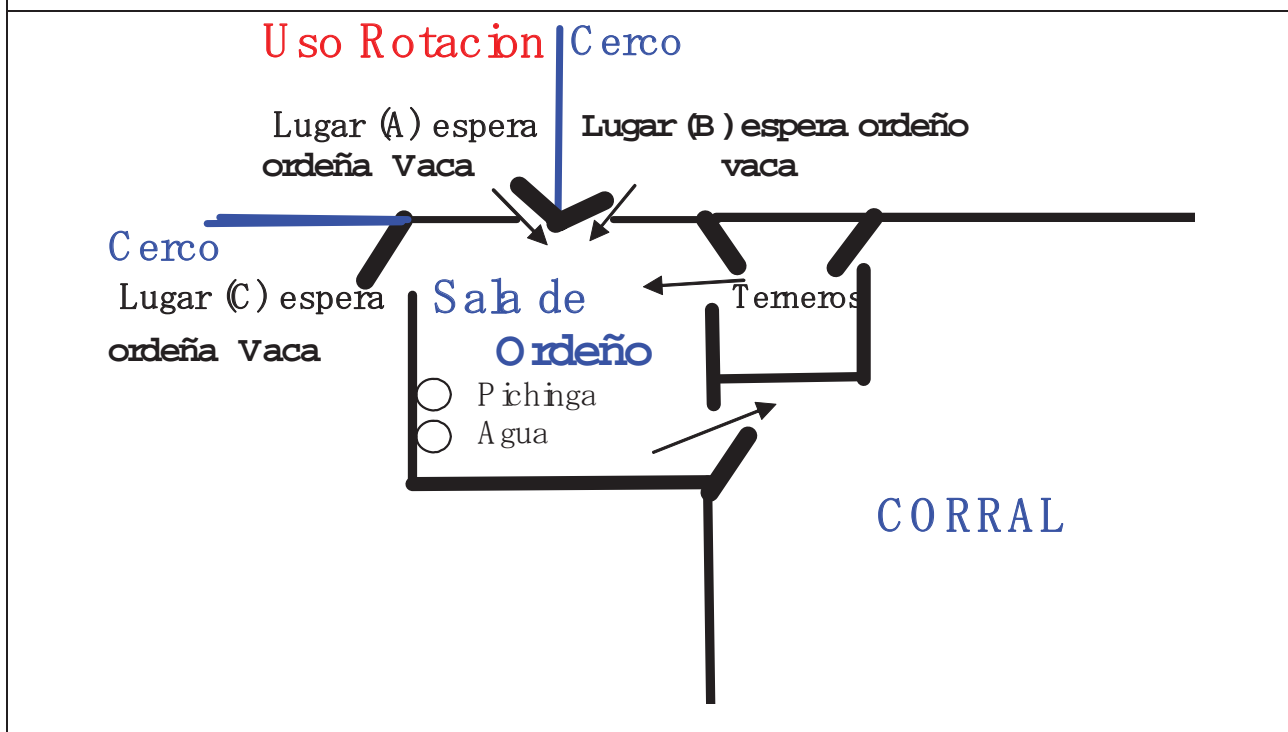 Uso Rotacion
Cerco
Lugar (A) espera
ordeña Vaca
Lugar (B) espera ordeño
vaca
Cerco
Lugar (C) espera
ordeña Vaca
Sala de
Ordeño
Terneros
Pichinga
Agua
CORRAL